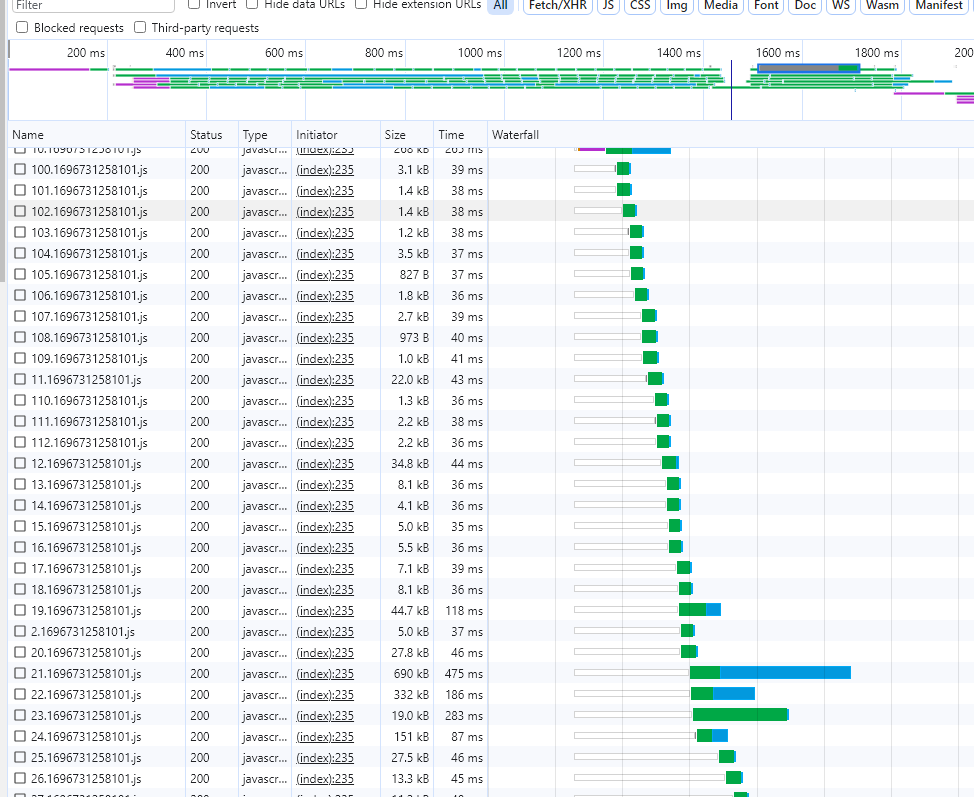 Filter Invert Hide data URLs Hide extension URLs All Fetch/XHR JS CSS Img Media Font Doc WS Wasm Manifest
Blocked requests Third-party requests
200 ms 400 ms 600 ms 800 ms 1000 ms 1200 ms 1400 ms 1600 ms 1800 ms 200
Name Status Type Initiator Size Time Waterfall
10.1696731258101.js 200 javascr... (index):235 268 kB 265 ms
100.1696731258101.js 200 javascr... (index):235 3.1 kB 39 ms
101.1696731258101.js 200 javascr... (index):235 1.4 kB 38 ms
102.1696731258101.js 200 javascr... (index):235 1.4 kB 38 ms
103.1696731258101.js 200 javascr... (index):235 1.2 kB 38 ms
104.1696731258101.js 200 javascr... (index):235 3.5 kB 37 ms
105.1696731258101.js 200 javascr... (index):235 827 B 37 ms
106.1696731258101.js 200 javascr... (index):235 1.8 kB 36 ms
107.1696731258101.js 200 javascr... (index):235 2.7 kB 39 ms
108.1696731258101.js 200 javascr... (index):235 973 B 40 ms
109.1696731258101.js 200 javascr... (index):235 1.0 kB 41 ms
11.1696731258101.js 200 javascr... (index):235 22.0 kB 43 ms
110.1696731258101.js 200 javascr... (index):235 1.3 kB 36 ms
111.1696731258101.js 200 javascr... (index):235 2.2 kB 38 ms
112.1696731258101.js 200 javascr... (index):235 2.2 kB 36 ms
12.1696731258101.js 200 javascr... (index):235 34.8 kB 44 ms
13.1696731258101.js 200 javascr... (index):235 8.1 kB 36 ms
14.1696731258101.js 200 javascr... (index):235 4.1 kB 36 ms
15.1696731258101.js 200 javascr... (index):235 5.0 kB 35 ms
16.1696731258101.js 200 javascr... (index):235 5.5 kB 36 ms
17.1696731258101.js 200 javascr... (index):235 7.1 kB 39 ms
18.1696731258101.js 200 javascr... (index):235 8.1 kB 36 ms
19.1696731258101.js 200 javascr... (index):235 44.7 kB 118 ms
2.1696731258101.js 200 javascr... (index):235 5.0 kB 37 ms
20.1696731258101.js 200 javascr... (index):235 27.8 kB 46 ms
21.1696731258101.js 200 javascr... (index):235 690 kB 475 ms
22.1696731258101.js 200 javascr... (index):235 332 kB 186 ms
23.1696731258101.js 200 javascr... (index):235 19.0 kB 283 ms
24.1696731258101.js 200 javascr... (index):235 151 kB 87 ms
25.1696731258101.js 200 javascr... (index):235 27.5 kB 46 ms
26.1696731258101.js 200 javascr... (index):235 13.3 kB 45 ms